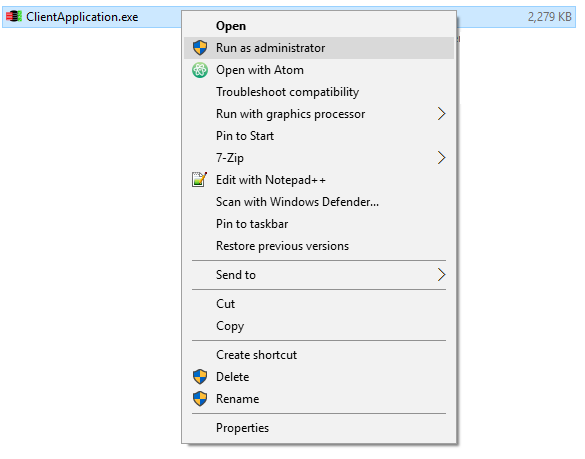 ClientApplication.exe 2,279 KB
Open
Run as administrator
Open with Atom
Troubleshoot compatibility
Run with graphics processor
Pin to Start
7-Zip
Edit with Notepad++
Scan with Windows Defender...
Pin to taskbar
Restore previous versions
Send to
Cut
Copy
Create shortcut
Delete
Rename
Properties